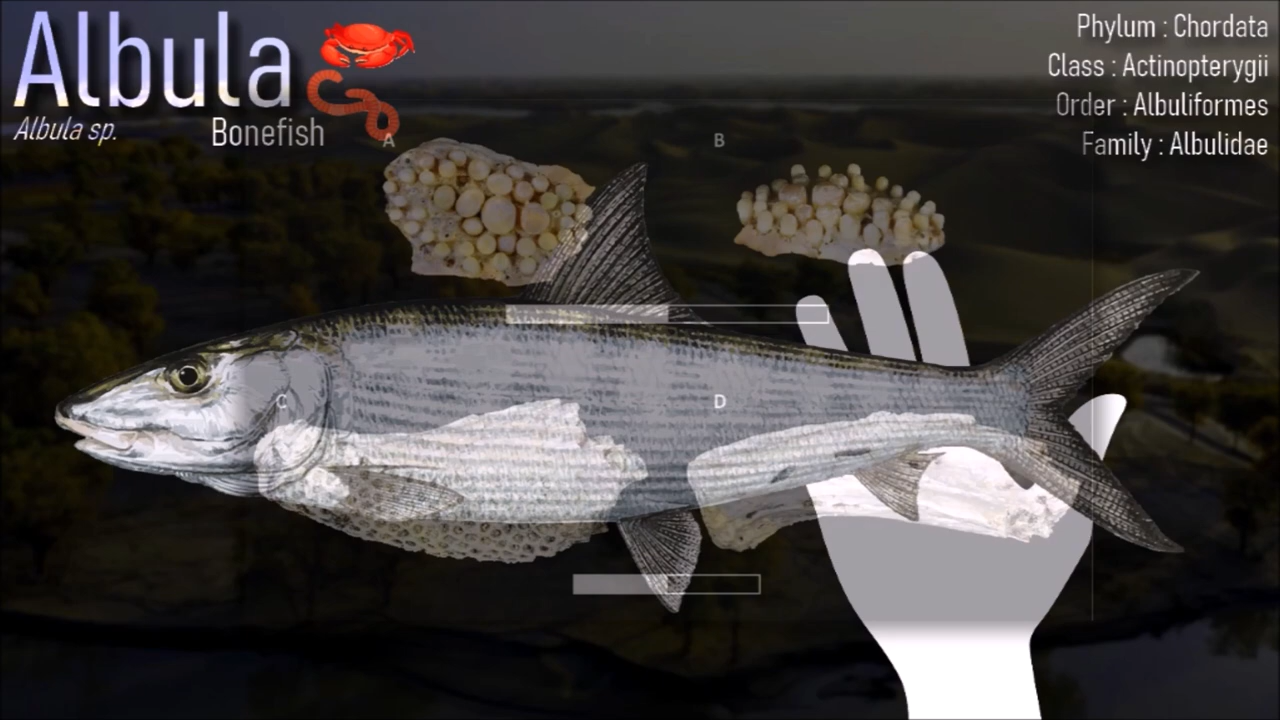 Albula
Albula sp.
Bonefish
Phylum : Chordata
Class : Actinopterygii
Order : Albuliformes
Family : Albulidae
A
B
C
D